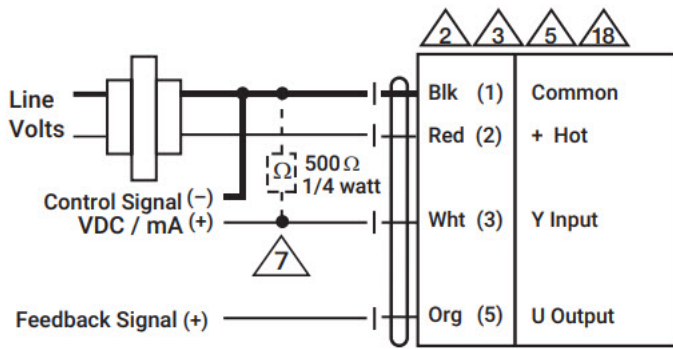 2 3 5 18
Line
Volts
Blk (1) Common
Red (2) + Hot
Ω 500 Ω
1/4 watt
Control Signal (–)
VDC / mA (+)
Wht (3) Y Input
7
Feedback Signal (+)
Org (5) U Output